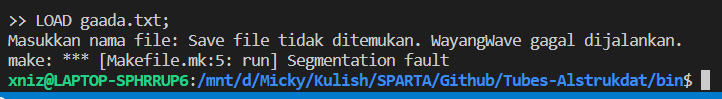 >> LOAD gaada.txt;
Masukkan nama file: Save file tidak ditemukan. WayangWave gagal dijalankan.
make: *** [Makefile.mk:5: run] Segmentation fault
xniz@LAPTOP-SPHRRUP6:/mnt/d/Micky/Kulish/SPARTA/Github/Tubes-Alstrukdat/bin$